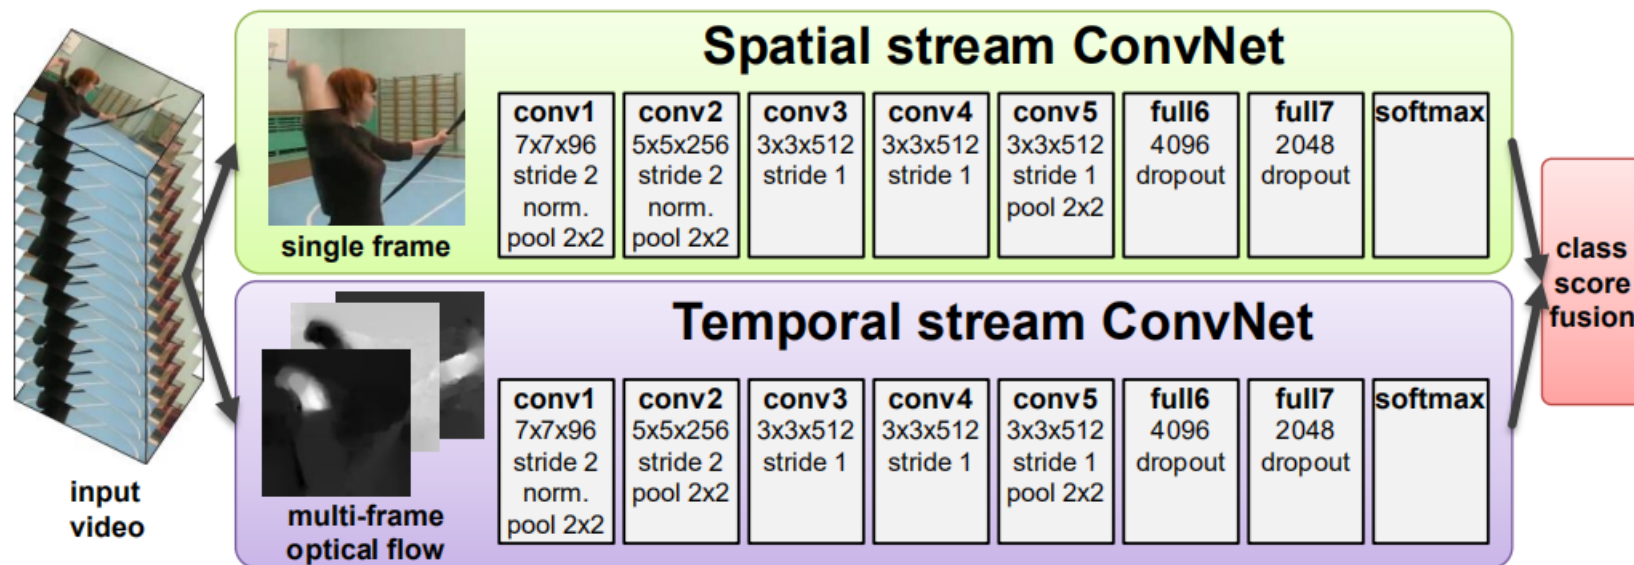 input
video
Spatial stream ConvNet
single frame
conv1
7x7x96
stride 2
norm.
pool 2x2
conv2
5x5x256
stride 2
norm.
pool 2x2
conv3
3x3x512
stride 1
conv4
3x3x512
stride 1
conv5
3x3x512
stride 1
pool 2x2
full6
4096
dropout
full7
2048
dropout
softmax
Temporal stream ConvNet
multi-frame
optical flow
conv1
7x7x96
stride 2
norm.
pool 2x2
conv2
5x5x256
stride 2
pool 2x2
conv3
3x3x512
stride 1
conv4
3x3x512
stride 1
conv5
3x3x512
stride 1
pool 2x2
full6
4096
dropout
full7
2048
dropout
softmax
class
score
fusion